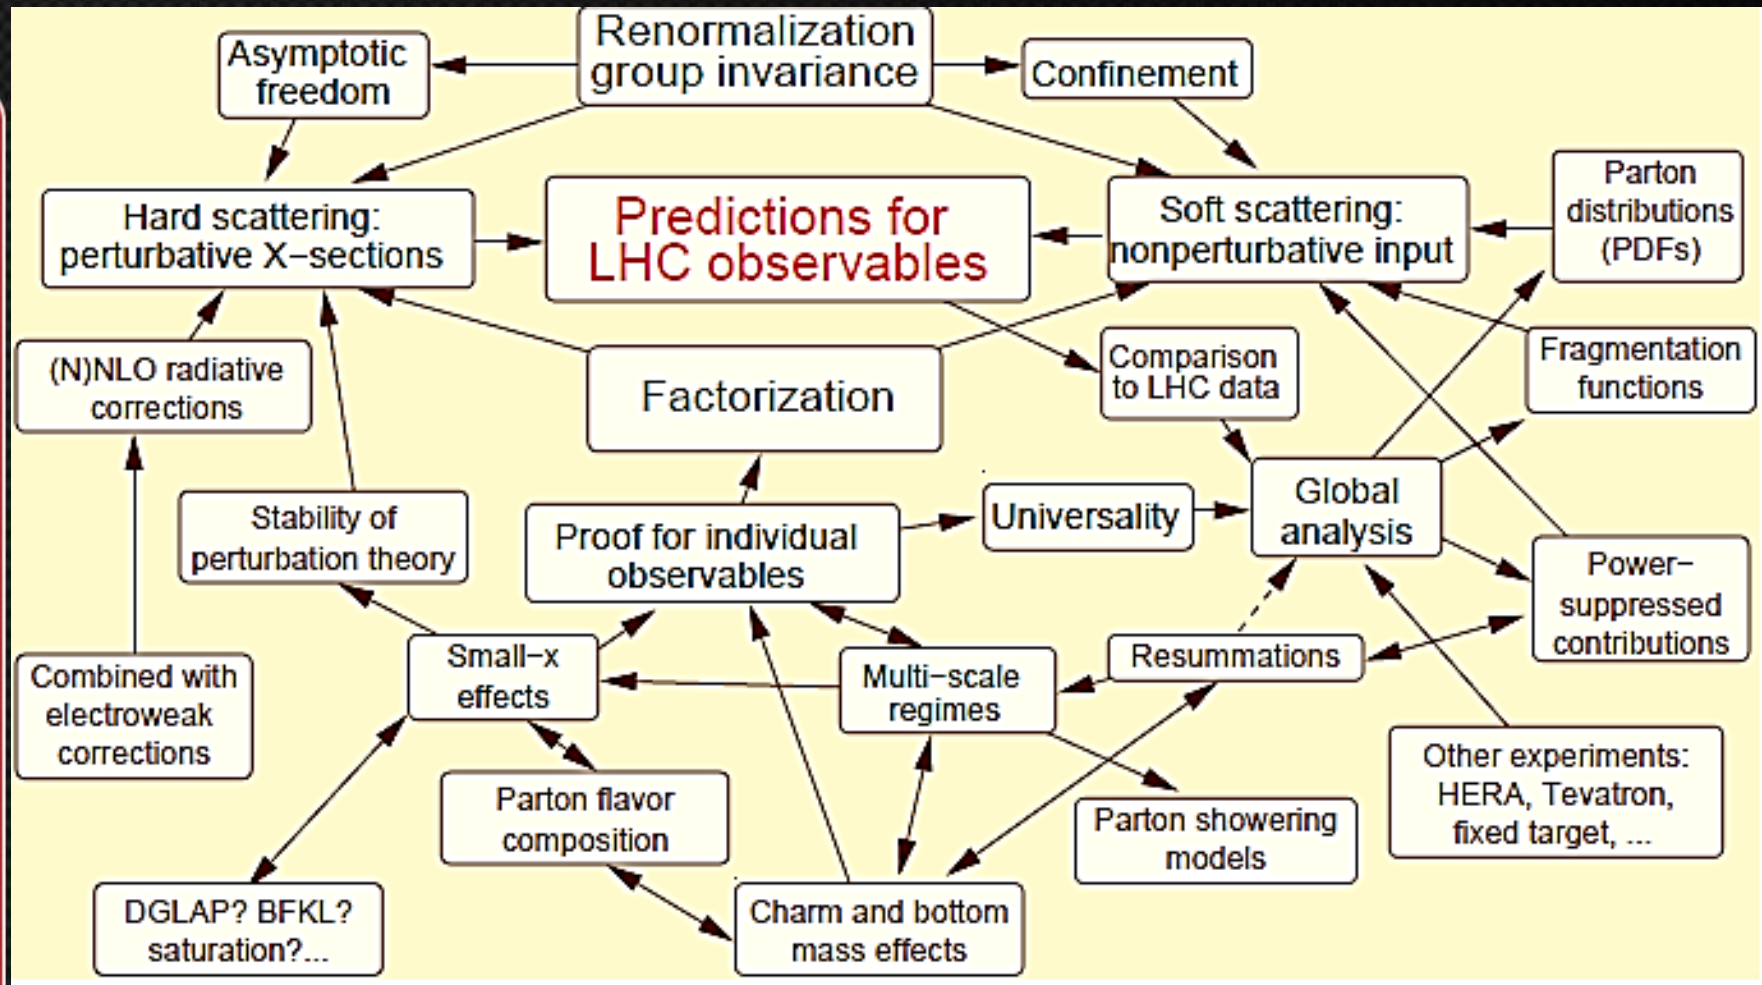 Renormalization
group invariance
Asymptotic
freedom
Confinement
Hard scattering:
perturbative X−sections
Predictions for
LHC observables
Soft scattering:
nonperturbative input
Parton
distributions
(PDFs)
(N)NLO radiative
corrections
Factorization
Comparison
to LHC data
Fragmentation
functions
Stability of
perturbation theory
Proof for individual
observables
Universality
Global
analysis
Power−
suppressed
contributions
Combined with
electroweak
corrections
Small−x
effects
Multi−scale
regimes
Resummations
Other experiments:
HERA, Tevatron,
fixed target, ...
Parton flavor
composition
Parton showering
models
DGLAP? BFKL?
saturation?...
Charm and bottom
mass effects